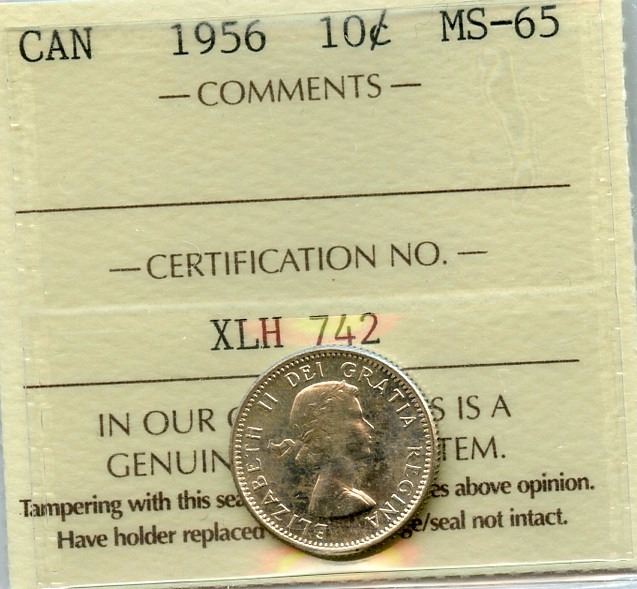 CAN 1956 10¢ MS-65
— COMMENTS —
— CERTIFICATION NO. —
XLH 742
IN OUR S IS A
GENUIN TEM.
Tampering with this sea es above opinion.
Have holder replaced ge/seal not intact.
ELIZABETH II DEI GRATIA REGINA